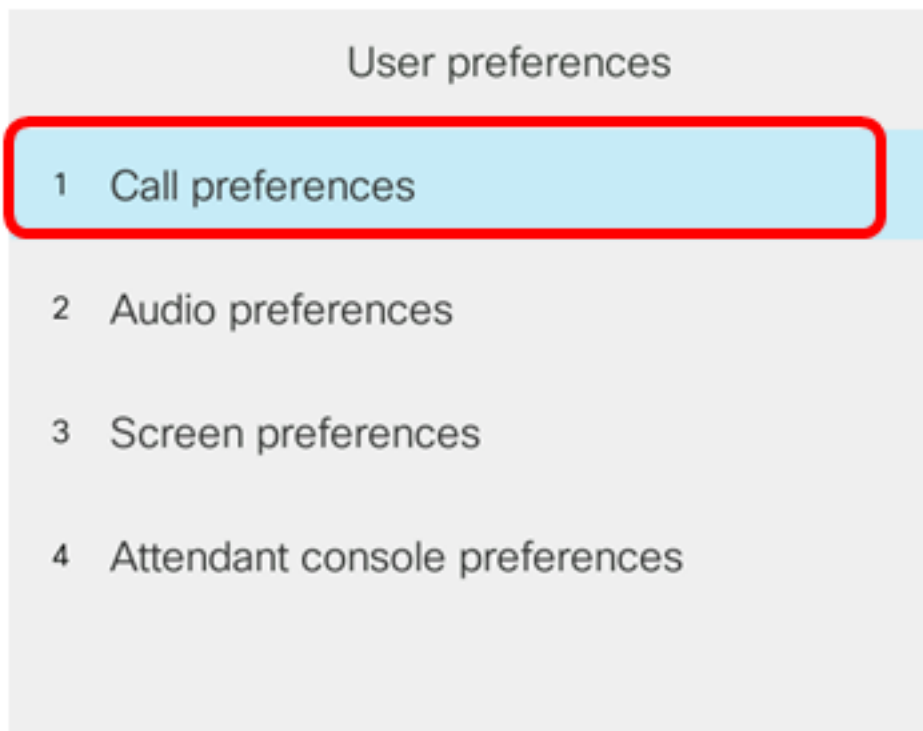 User preferences
1 Call preferences
2 Audio preferences
3 Screen preferences
4 Attendant console preferences